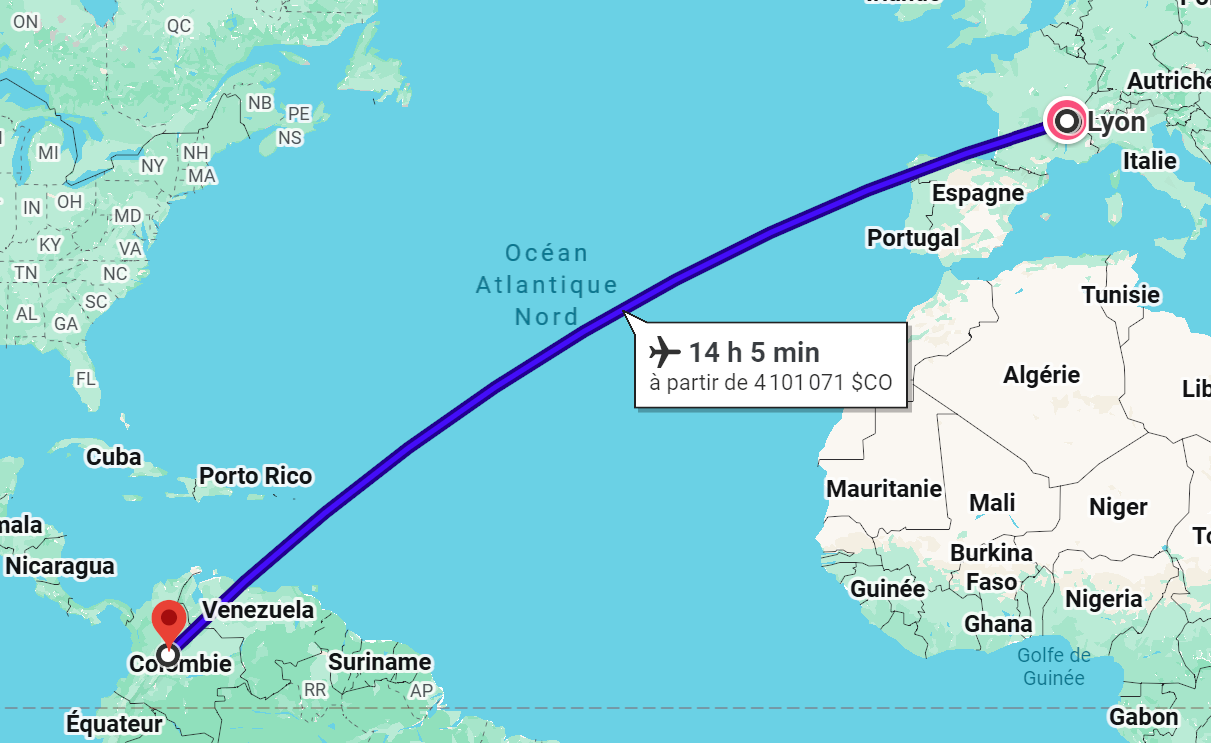 ON
QC
NB
PE
NS
MI
NY
NH
MA
IN
OH
MD
KY
VA
TN
NC
SC
AL
GA
FL
Autriche
Lyon
Italie
Espagne
Portugal
Océan
Atlantique
Nord
Tunisie
14 h 5 min
à partir de 4 101 071 $CO
Algérie
Lib
Cuba
Porto Rico
Mauritanie
Mali
Niger
mala
Nicaragua
Burkina
Faso
Guinée
Nigeria
Ghana
Venezuela
Colombie
Suriname
RR
AP
Golfe de
Guinée
Équateur
Gabon